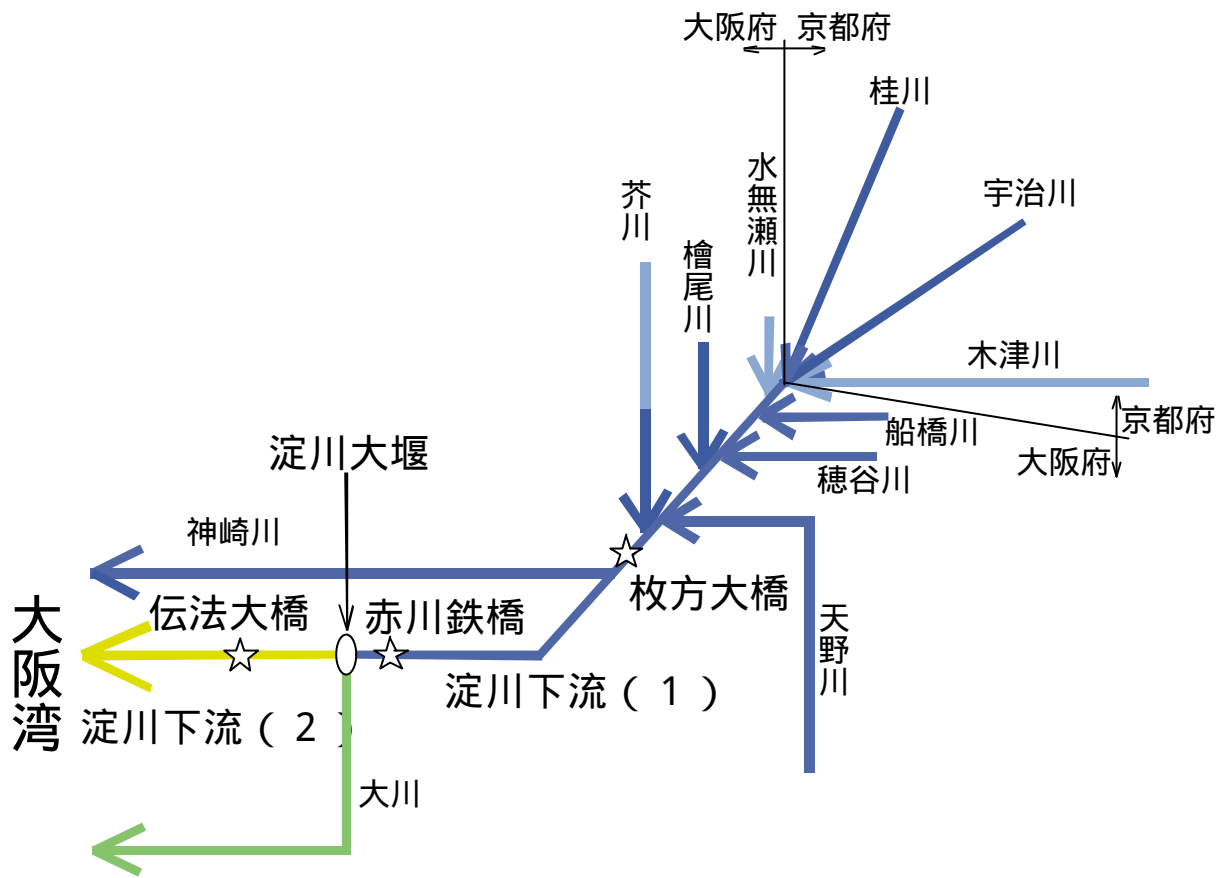 大阪府 京都府
桂川
水無瀬川
宇治川
芥川
檜尾川
木津川
京都府
船橋川
大阪府
淀川大堰
穂谷川
神崎川
枚方大橋
伝法大橋
赤川鉄橋
大阪湾
天野川
淀川下流(1)
淀川下流(2)
大川